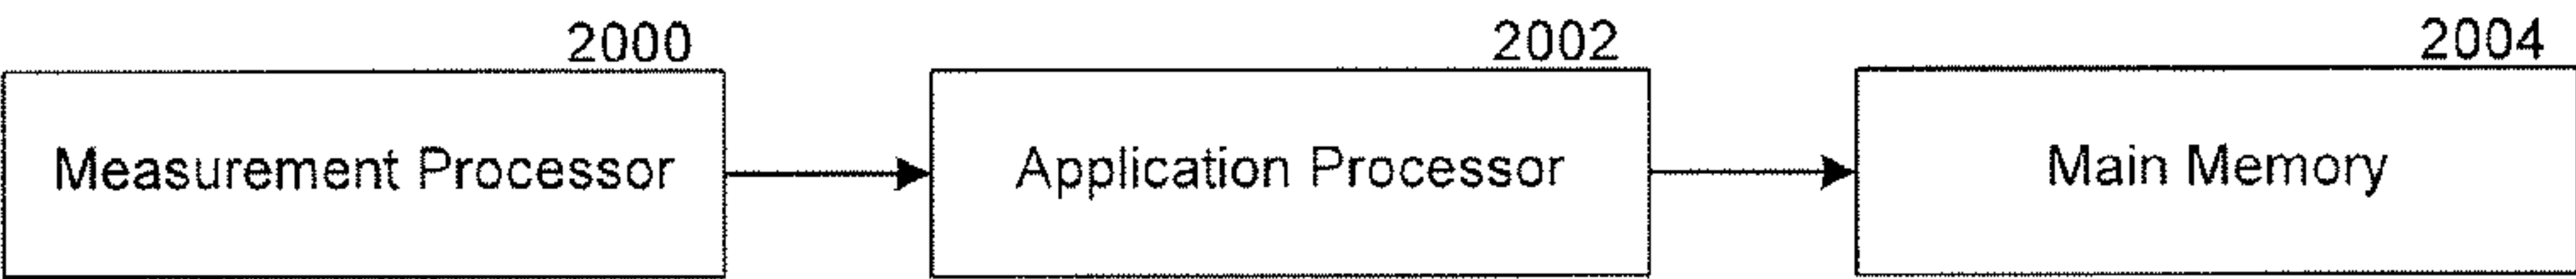 2000
Measurement Processor
2002
Application Processor
2004
Main Memory